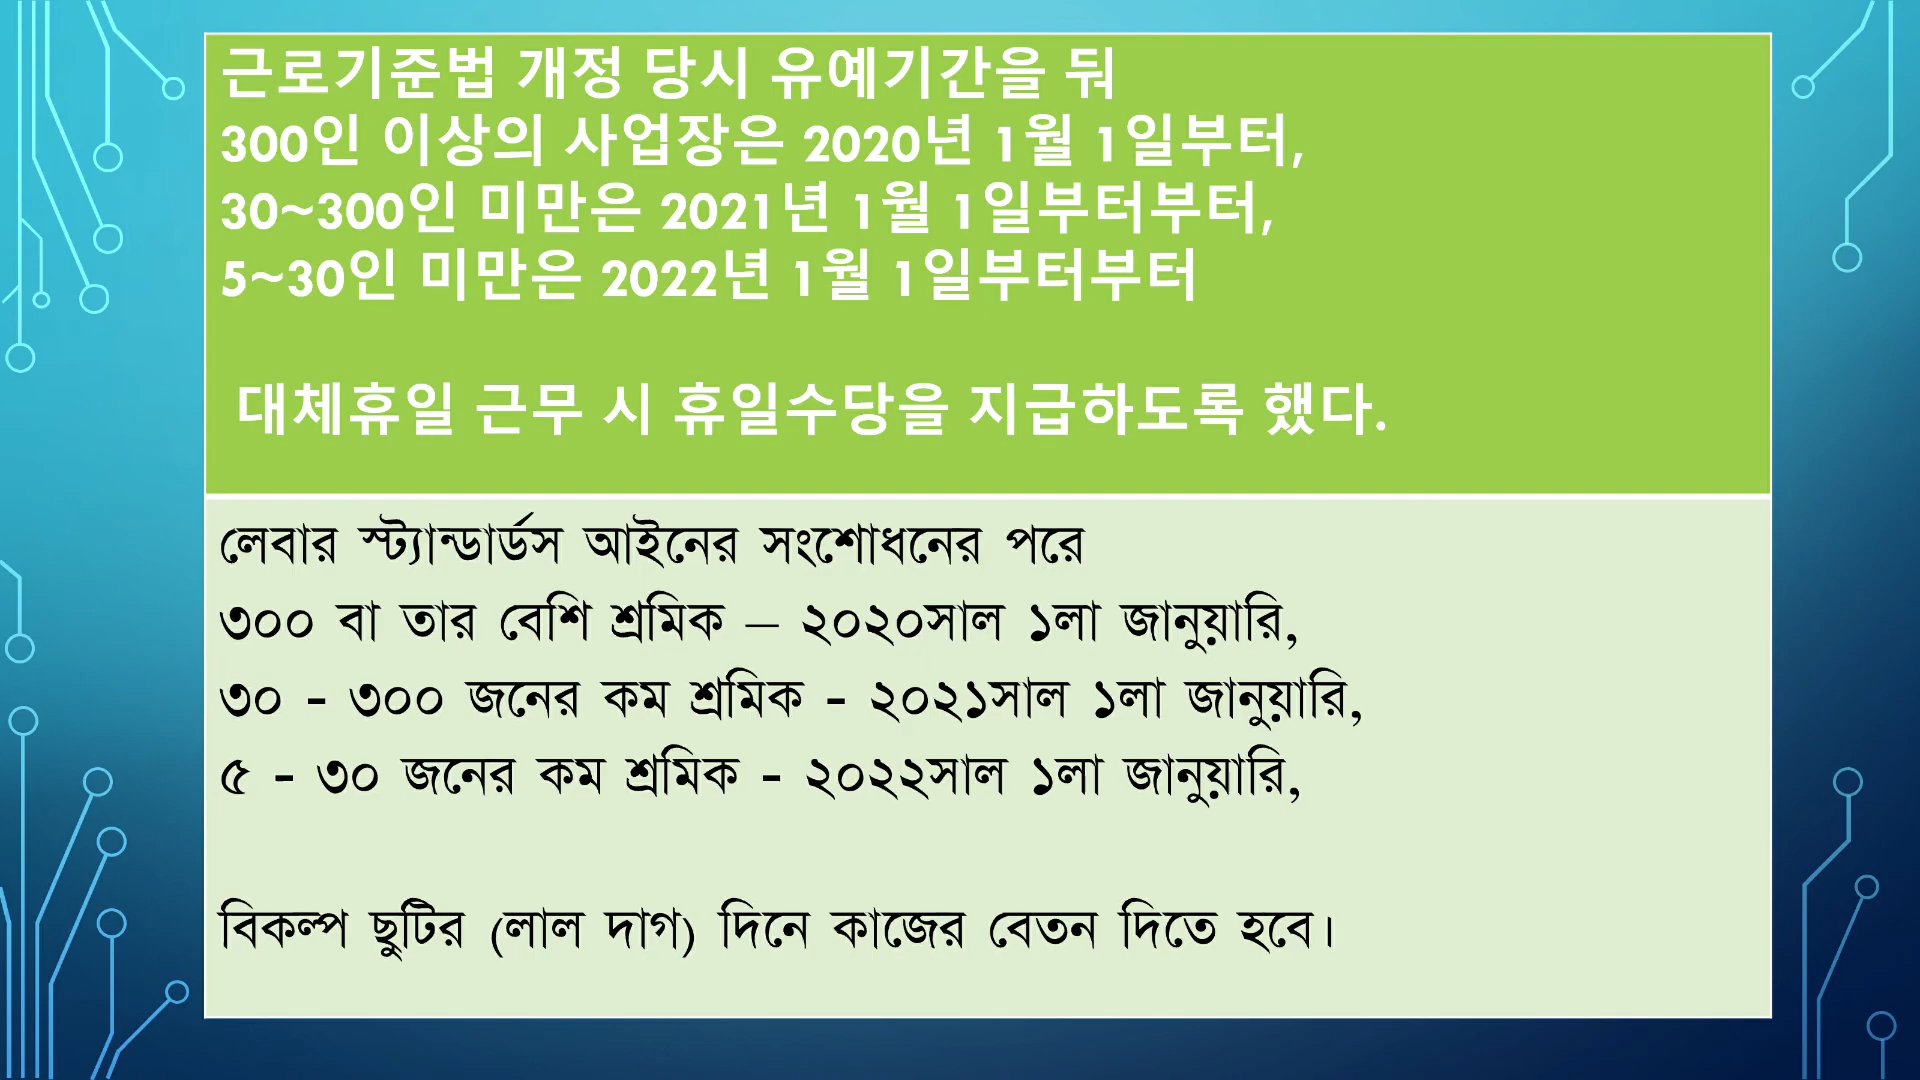 근로기준법 개정 당시 유예기간을 둬
300인 이상의 사업장은 2020년 1월 1일부터,
30~300인 미만은 2021년 1월 1일부터부터,
5~30인 미만은 2022년 1월 1일부터부터
대체휴일 근무 시 휴일수당을 지급하도록 했다.
লেবার স্ট্যান্ডার্ডস আইনের সংশোধনের পরে
৩০০ বা তার বেশি শ্রমিক – ২০২০সাল ১লা জানুয়ারি,
৩০ - ৩০০ জনের কম শ্রমিক - ২০২১সাল ১লা জানুয়ারি,
৫ - ৩০ জনের কম শ্রমিক - ২০২২সাল ১লা জানুয়ারি,
বিকল্প ছুটির (লাল দাগ) দিনে কাজের বেতন দিতে হবে।